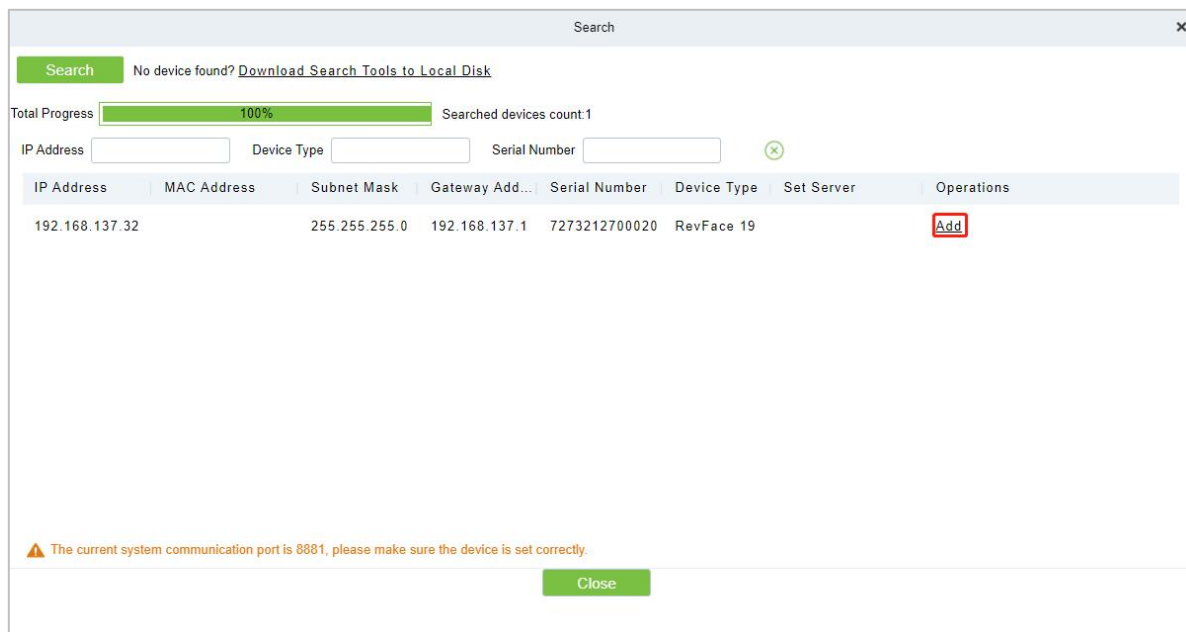 Search
Search No device found? Download Search Tools to Local Disk
Total Progress 100% Searched devices count:1
IP Address Device Type Serial Number
IP Address MAC Address Subnet Mask Gateway Add... Serial Number Device Type Set Server Operations
192.168.137.32 255.255.255.0 192.168.137.1 7273212700020 RevFace 19 Add
The current system communication port is 8881, please make sure the device is set correctly.
Close